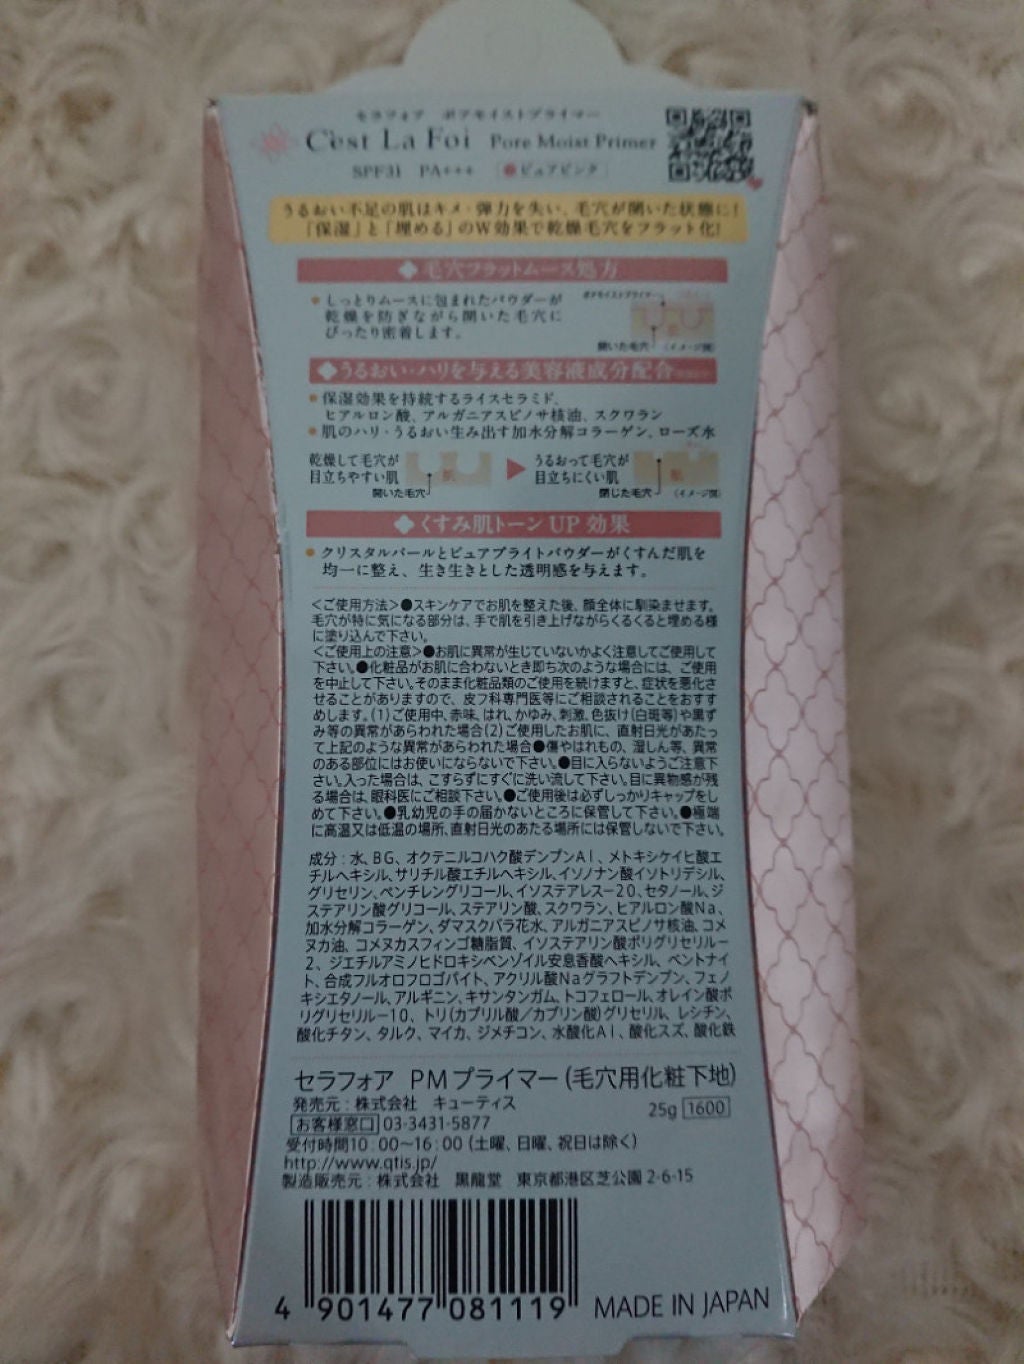 セラフォア ポアモイストプライマー
C'est La Foi Pore Moist Primer
SPF31 PA+++ ピュアピンク
うるおい不足の肌はキメ・弾力を失い、毛穴が開いた状態に!
「保湿」と「埋める」のW効果で乾燥毛穴をフラット化!
◆毛穴フラットムース処方
●しっとりムースに包まれたパウダーが
乾燥を防ぎながら開いた毛穴に
ぴったり密着します。
ポアモイストプライマー
開いた毛穴 (イメージ図)
◆うるおい・ハリを与える美容液成分配合
●保湿効果を持続するライスセラミド、
ヒアルロン酸、アルガニアスピノサ核油、スクワラン
●肌のハリ・うるおい生み出す加水分解コラーゲン、ローズ水
乾燥して毛穴が
目立ちやすい肌
開いた毛穴
肌
うるおって毛穴が
目立ちにくい肌
閉じた毛穴
肌
(イメージ図)
◆くすみ肌トーンUP効果
●クリスタルパールとピュアブライトパウダーがくすんだ肌を
均一に整え、生き生きとした透明感を与えます。
<ご使用方法>●スキンケアでお肌を整えた後、顔全体に馴染ませます。
毛穴が特に気になる部分は、手で肌を引き上げながらくるくると埋める様
に塗り込んで下さい。
<ご使用上の注意>●お肌に異常が生じていないかよく注意してご使用して
下さい。●化粧品がお肌に合わないとき即ち次のような場合には、ご使用
を中止して下さい。そのまま化粧品類のご使用を続けますと、症状を悪化さ
せることがありますので、皮フ科専門医等にご相談されることをおすす
めします。(1)ご使用中、赤味、はれ、かゆみ、刺激、色抜け(白斑等)や黒ず
み等の異常があらわれた場合(2)ご使用したお肌に、直射日光があたっ
て上記のような異常があらわれた場合●傷やはれもの、湿しん等、異常
のある部位にはお使いにならないで下さい。●目に入らないようご注意下
さい。入った場合は、こすらずにすぐに洗い流して下さい。目に異物感が残
る場合は、眼科医にご相談下さい。●ご使用後は必ずしっかりキャップをし
めて下さい。●乳幼児の手の届かないところに保管して下さい。●極端
に高温又は低温の場所、直射日光のあたる場所には保管しないで下さい。
成分:水、BG、オクテニルコハク酸デンプンAl、メトキシケイヒ酸エ
チルヘキシル、サリチル酸エチルヘキシル、イソノナン酸イソトリデシル、
グリセリン、ペンチレングリコール、イソステアレス-20、セタノール、ジ
ステアリン酸グリコール、ステアリン酸、スクワラン、ヒアルロン酸Na、
加水分解コラーゲン、ダマスクバラ花水、アルガニアスピノサ核油、コメ
ヌカ油、コメヌカスフィンゴ糖脂質、イソステアリン酸ポリグリセリル-
2、ジエチルアミノヒドロキシベンゾイル安息香酸ヘキシル、ベントナイ
ト、合成フルオロフロゴパイト、アクリル酸Naグラフトデンプン、フェノ
キシエタノール、アルギニン、キサンタンガム、トコフェロール、オレイン酸ポ
リグリセリル-10、トリ(カプリル酸/カプリン酸)グリセリル、レシチン、
酸化チタン、タルク、マイカ、ジメチコン、水酸化Al、酸化スズ、酸化鉄
セラフォア PMプライマー(毛穴用化粧下地)
発売元:株式会社 キューティス
25g 1600
お客様窓口 03-3431-5877
受付時間10:00～16:00(土曜、日曜、祝日は除く)
http://www.qtis.jp/
製造販売元:株式会社 黒龍堂 東京都港区芝公園2-6-15
4 901477 081119 MADE IN JAPAN